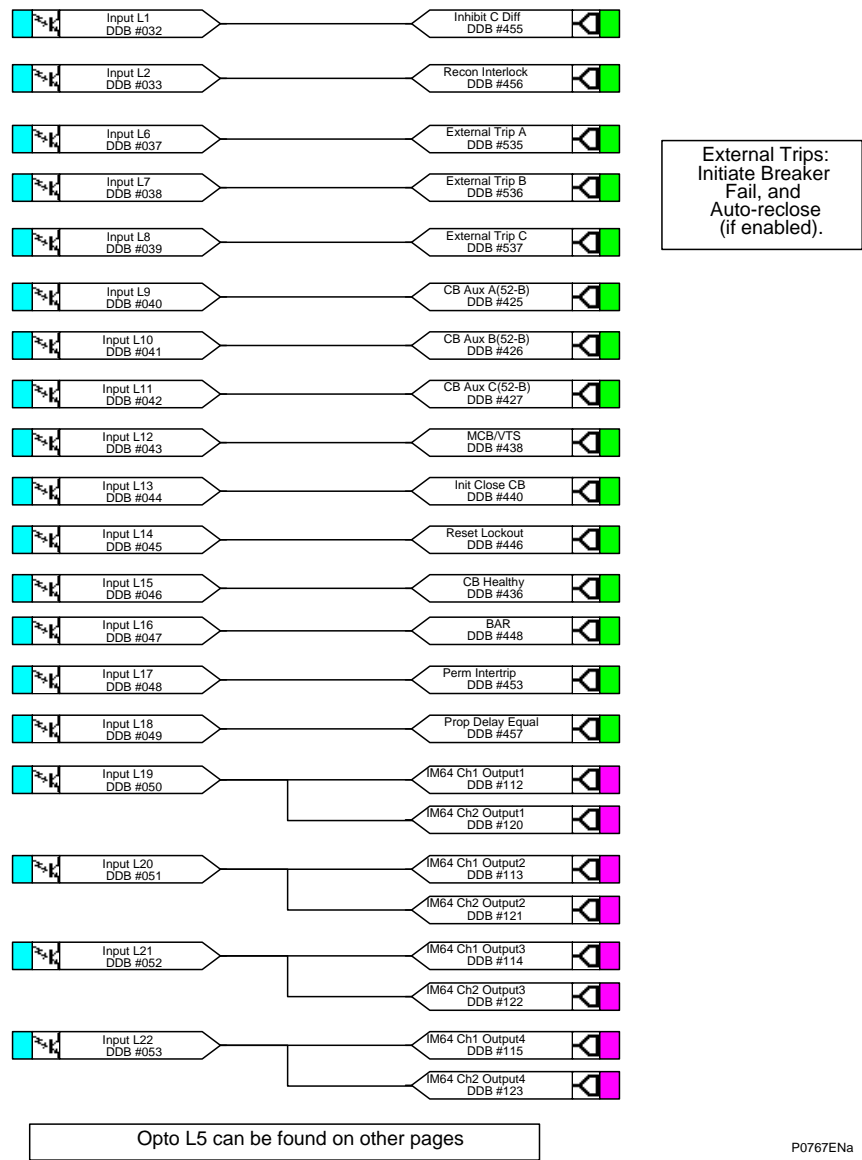 Input L1
DDB #032
Inhibit C Diff
DDB #455
Input L2
DDB #033
Recon Interlock
DDB #456
Input L6
DDB #037
External Trip A
DDB #535
External Trips:
Initiate Breaker
Fail, and
Auto-reclose
(if enabled).
Input L7
DDB #038
External Trip B
DDB #536
Input L8
DDB #039
External Trip C
DDB #537
Input L9
DDB #040
CB Aux A(52-B)
DDB #425
Input L10
DDB #041
CB Aux B(52-B)
DDB #426
Input L11
DDB #042
CB Aux C(52-B)
DDB #427
Input L12
DDB #043
MCB/VTS
DDB #438
Input L13
DDB #044
Init Close CB
DDB #440
Input L14
DDB #045
Reset Lockout
DDB #446
Input L15
DDB #046
CB Healthy
DDB #436
Input L16
DDB #047
BAR
DDB #448
Input L17
DDB #048
Perm Intertrip
DDB #453
Input L18
DDB #049
Prop Delay Equal
DDB #457
Input L19
DDB #050
IM64 Ch1 Output1
DDB #112
IM64 Ch2 Output1
DDB #120
Input L20
DDB #051
IM64 Ch1 Output2
DDB #113
IM64 Ch2 Output2
DDB #121
Input L21
DDB #052
IM64 Ch1 Output3
DDB #114
IM64 Ch2 Output3
DDB #122
Input L22
DDB #053
IM64 Ch1 Output4
DDB #115
IM64 Ch2 Output4
DDB #123
Opto L5 can be found on other pages
P0767ENa